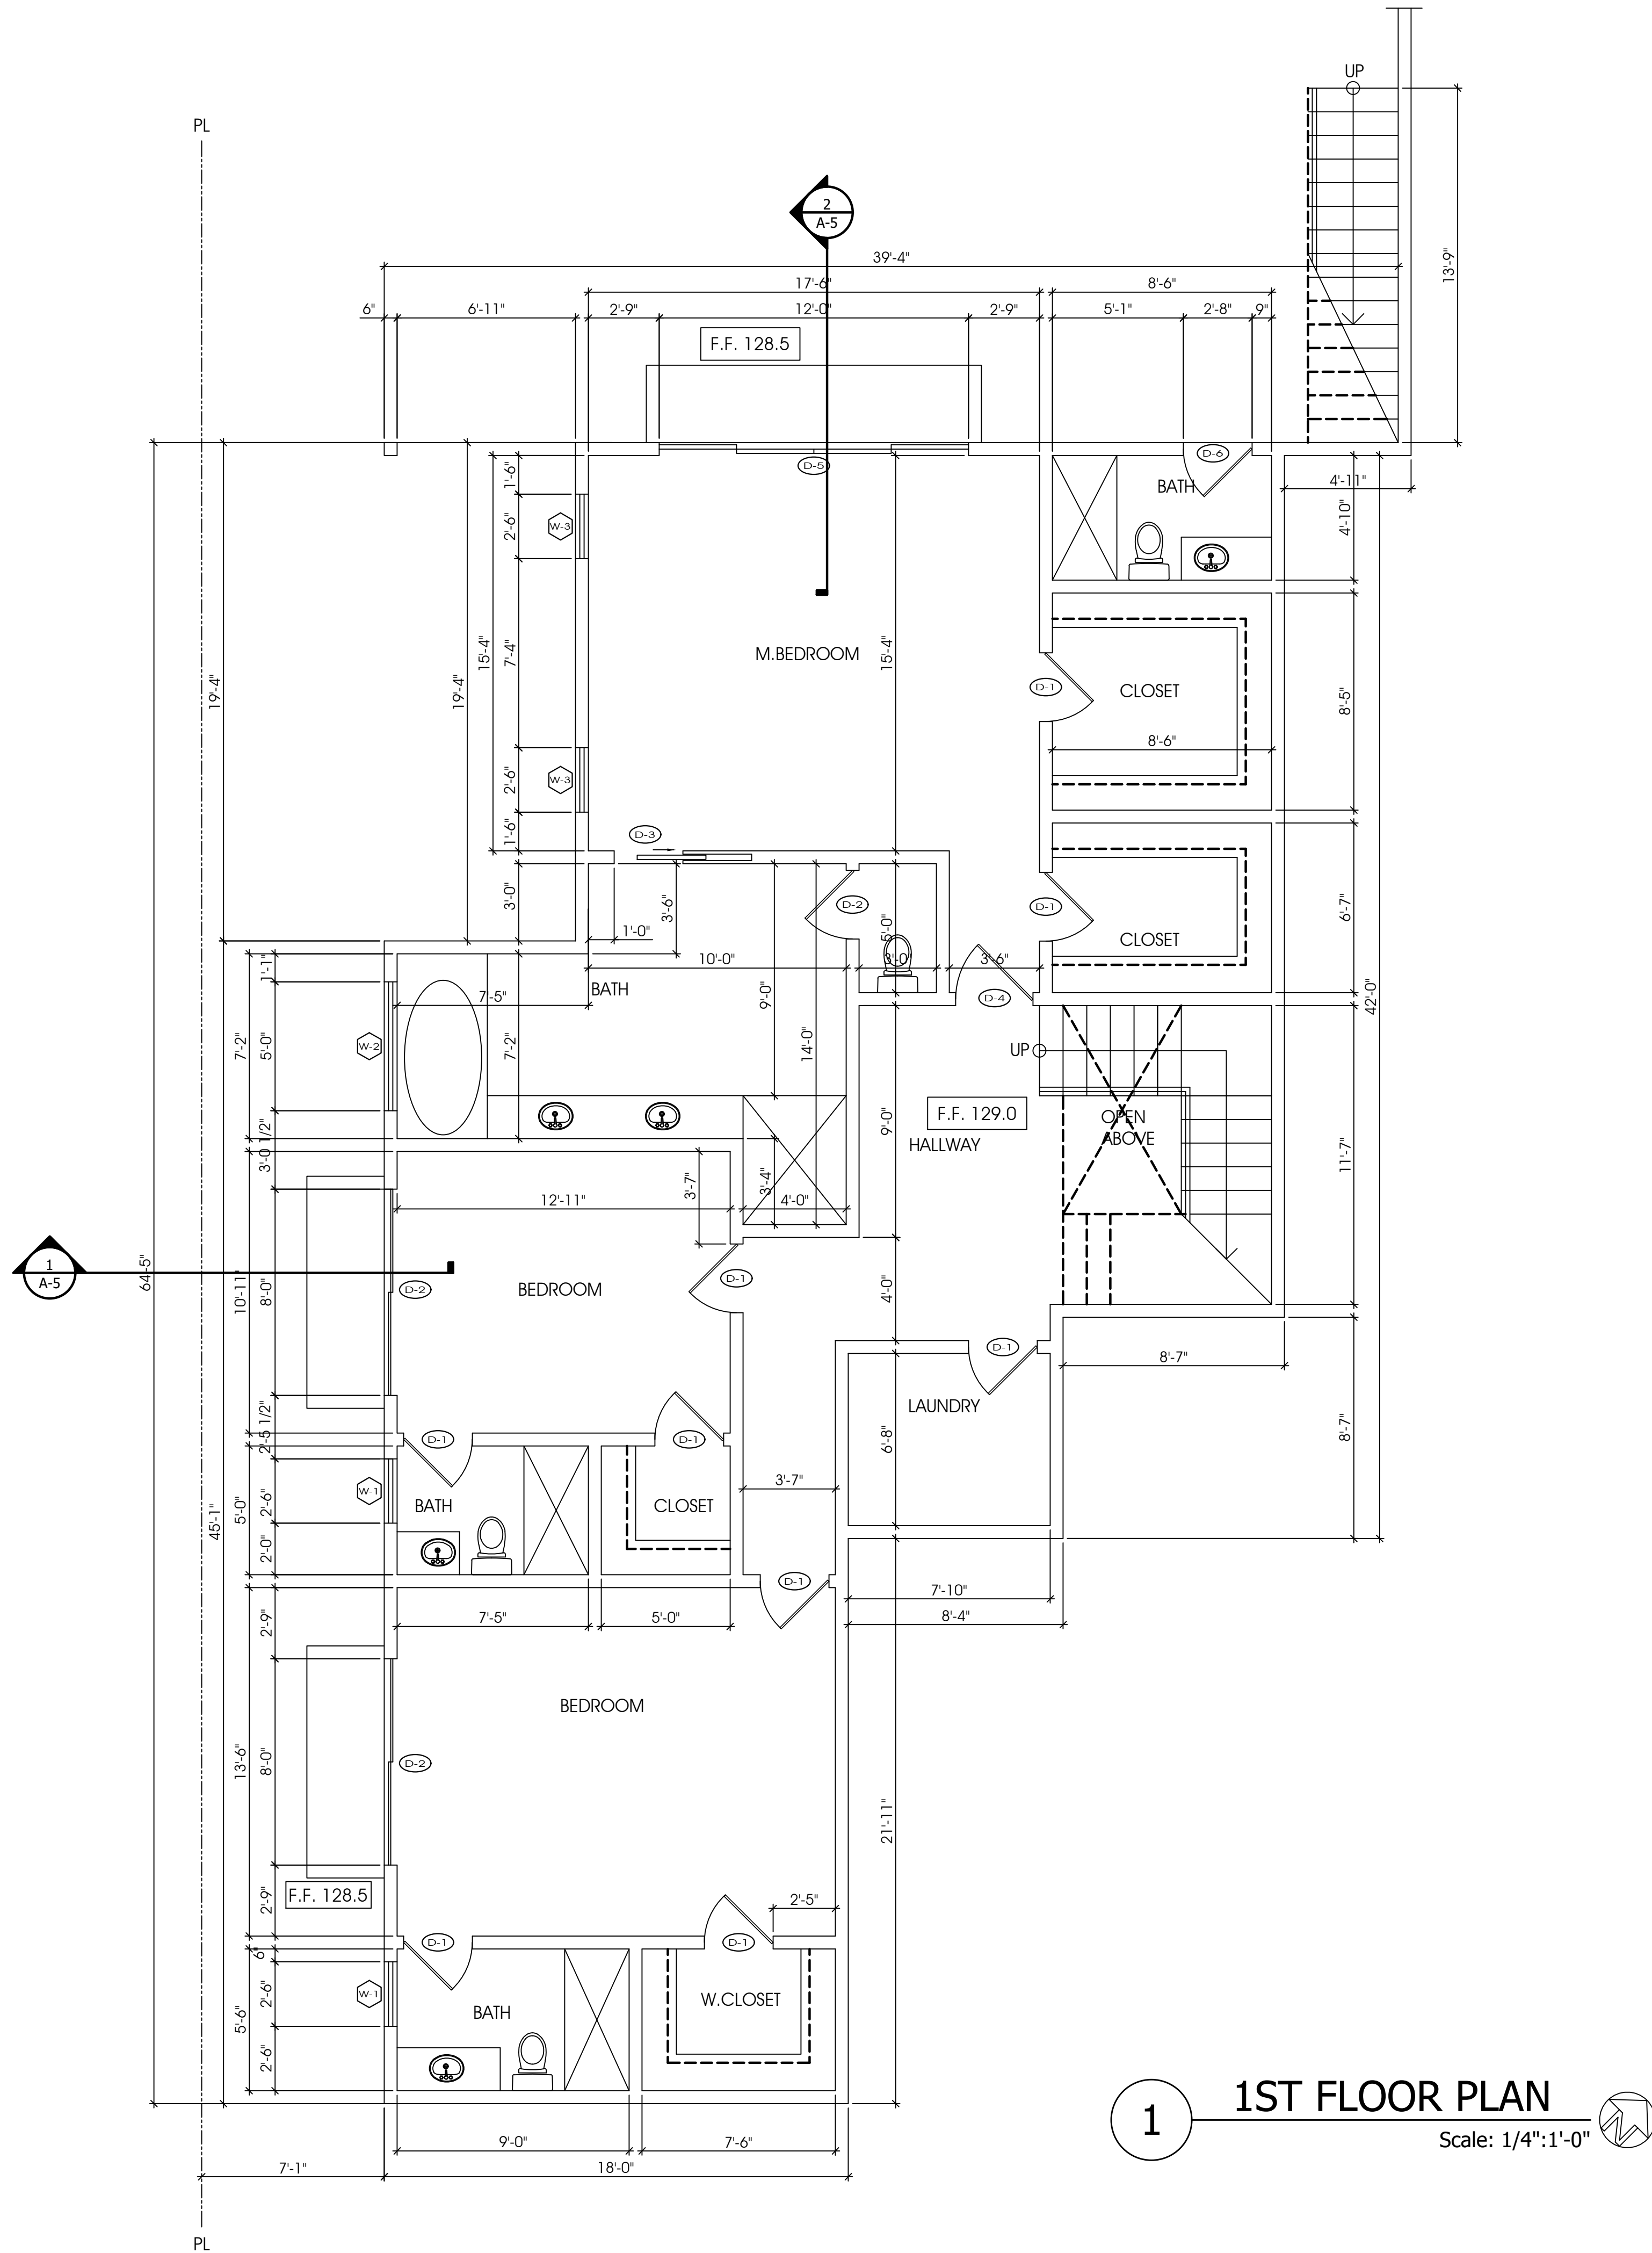 UP
PL
2
A-5
13'-9"
39'-4"
17'-6"
8'-6"
6"
6'-11"
2'-9"
12'-0"
2'-9"
5'-1"
2'-8"
9"
F.F. 128.5
D-5
D-6
BATH
4'-11"
1'-6"
W-3
2'-6"
4'-10"
M.BEDROOM
15'-4"
7'-4"
15'-4"
19'-4"
19'-4"
D-1
CLOSET
8'-5"
8'-6"
W-3
2'-6"
1'-6"
D-3
3'-0"
3'-6"
D-2
5'-0"
D-1
6'-7"
1'-0"
CLOSET
10'-0"
3'-0"
3'-6"
1'-1"
7'-5"
BATH
9'-0"
D-4
42'-0"
W-2
7'-2"
5'-0"
7'-2"
14'-0"
UP
F.F. 129.0
OPEN
ABOVE
9'-0"
HALLWAY
3'-0 1/2"
11'-7"
3'-7"
3'-4"
12'-11"
4'-0"
1
A-5
64'-5"
10'-11"
8'-0"
D-2
BEDROOM
D-1
4'-0"
D-1
8'-7"
LAUNDRY
2'-5 1/2"
D-1
D-1
6'-8"
8'-7"
3'-7"
W-1
BATH
CLOSET
45'-1"
5'-0"
2'-6"
2'-0"
D-1
7'-10"
7'-5"
5'-0"
8'-4"
2'-9"
BEDROOM
13'-6"
8'-0"
D-2
21'-11"
F.F. 128.5
2'-9"
2'-5"
D-1
D-1
6"
W-1
2'-6"
W.CLOSET
BATH
5'-6"
2'-6"
1
1ST FLOOR PLAN
Scale: 1/4":1'-0"
N
9'-0"
7'-6"
7'-1"
18'-0"
PL